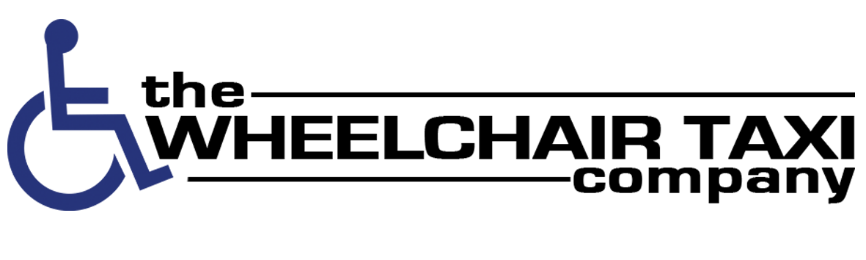 the
WHEELCHAIR TAXI
company